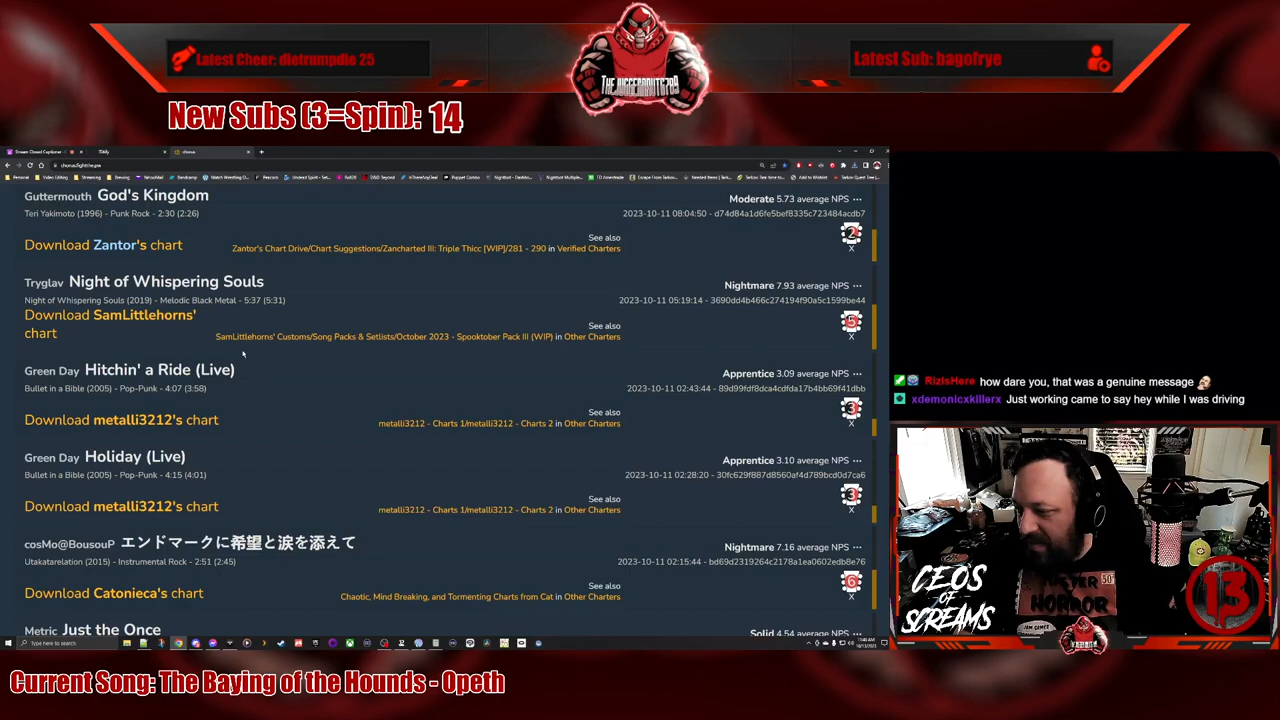 Latest Cheer: dietrumpdie 25
THEJUGGERNAUT6789
Latest Sub: bagofrye
New Subs (3=Spin): 14
Guttermouth God's Kingdom
Moderate 5.73 average NPS ...
Teri Yakimoto (1996) - Punk Rock - 2:30 (2:26)
2023-10-11 08:04:50 - d74d84a1d6fe5bef8335c723484acdb7
Download Zantor's chart
See also
Zantor's Chart Drive/Chart Suggestions/Zancharted III: Triple Thicc [WIP]/281 - 290 in Verified Charters
2
X
Tryglav Night of Whispering Souls
Nightmare 7.93 average NPS ...
Night of Whispering Souls (2019) - Melodic Black Metal - 5:37 (5:31)
2023-10-11 05:19:14 - 3690dd4b466c274194f90a5c1599be44
Download SamLittlehorns'
chart
See also
SamLittlehorns' Customs/Song Packs & Setlists/October 2023 - Spooktober Pack III (WIP) in Other Charters
5
X
Green Day Hitchin' a Ride (Live)
Apprentice 3.09 average NPS ...
Bullet in a Bible (2005) - Pop-Punk - 4:07 (3:58)
2023-10-11 02:43:44 - 89d99fdf8dca4cdfda17b4bb69f41dbb
Download metalli3212's chart
See also
metalli3212 - Charts 1/metalli3212 - Charts 2 in Other Charters
3
X
Green Day Holiday (Live)
Apprentice 3.10 average NPS ...
Bullet in a Bible (2005) - Pop-Punk - 4:15 (4:01)
2023-10-11 02:28:20 - 30fc629f887d8560af4d789bcd0d7ca6
Download metalli3212's chart
See also
metalli3212 - Charts 1/metalli3212 - Charts 2 in Other Charters
3
X
cosMo@BousouP エンドマークに希望と涙を添えて
Nightmare 7.16 average NPS ...
Utakatarelation (2015) - Instrumental Rock - 2:51 (2:45)
2023-10-11 02:15:44 - bd69d2319264c2178a1ea0602edb8e76
Download Catonieca's chart
See also
Chaotic, Mind Breaking, and Tormenting Charts from Cat in Other Charters
6
X
Metric Just the Once
Solid 4.54 average NPS ...
Type here to search
RizIsHere how dare you, that was a genuine message
xdemonicxkillerx Just working came to say hey while I was driving
CEOS
OF
SCREAMS
HORROR
13
Current Song: The Baying of the Hounds - Opeth